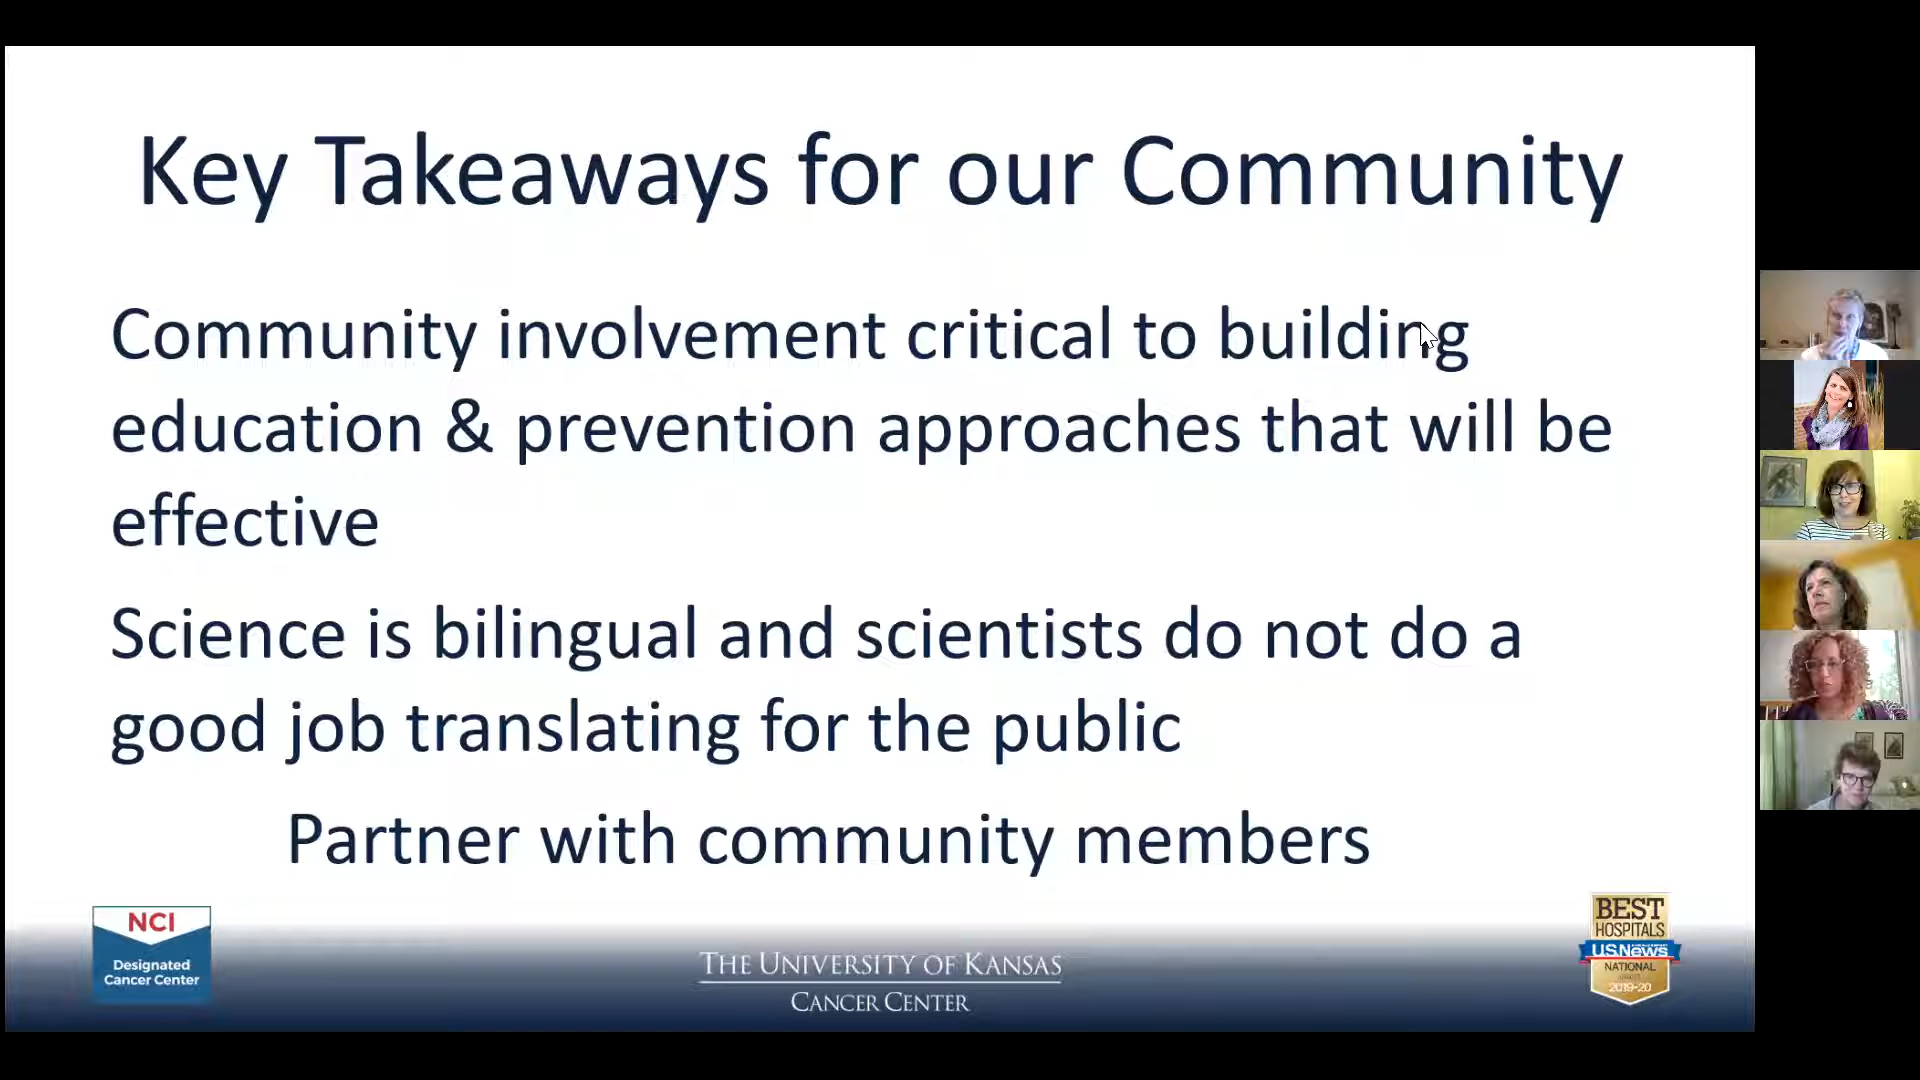 Key Takeaways for our Community
Community involvement critical to building
education & prevention approaches that will be
effective
Science is bilingual and scientists do not do a
good job translating for the public
Partner with community members
NCI
Designated
Cancer Center
THE UNIVERSITY OF KANSAS
CANCER CENTER
BEST
HOSPITALS
U.S.News
NATIONAL
2019-20